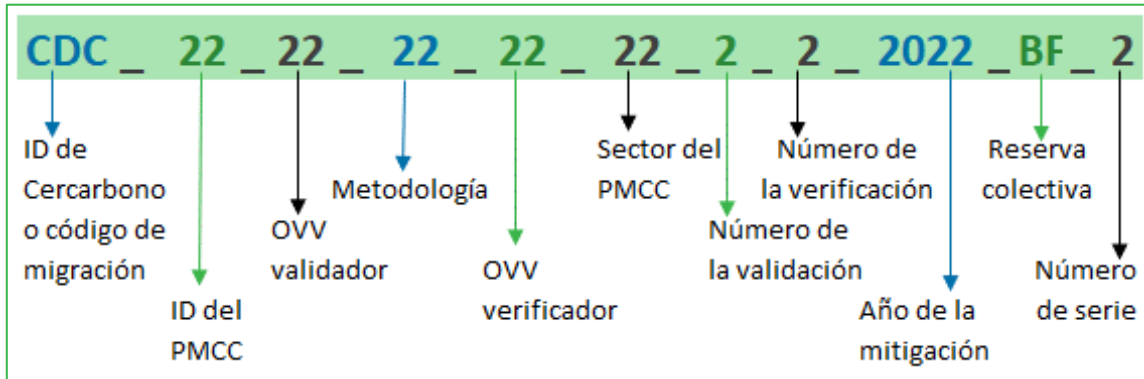 CDC _ 22 _ 22 _ 22 _ 22 _ 22 _ 2 _ 2 _ 2022 _ BF _ 2
ID de
Cercarbono
o código de
migración
ID del
PMCC
OVV
validador
Metodología
OVV
verificador
Sector del
PMCC
Número de
la validación
Número de
la verificación
Año de la
mitigación
Reserva
colectiva
Número
de serie